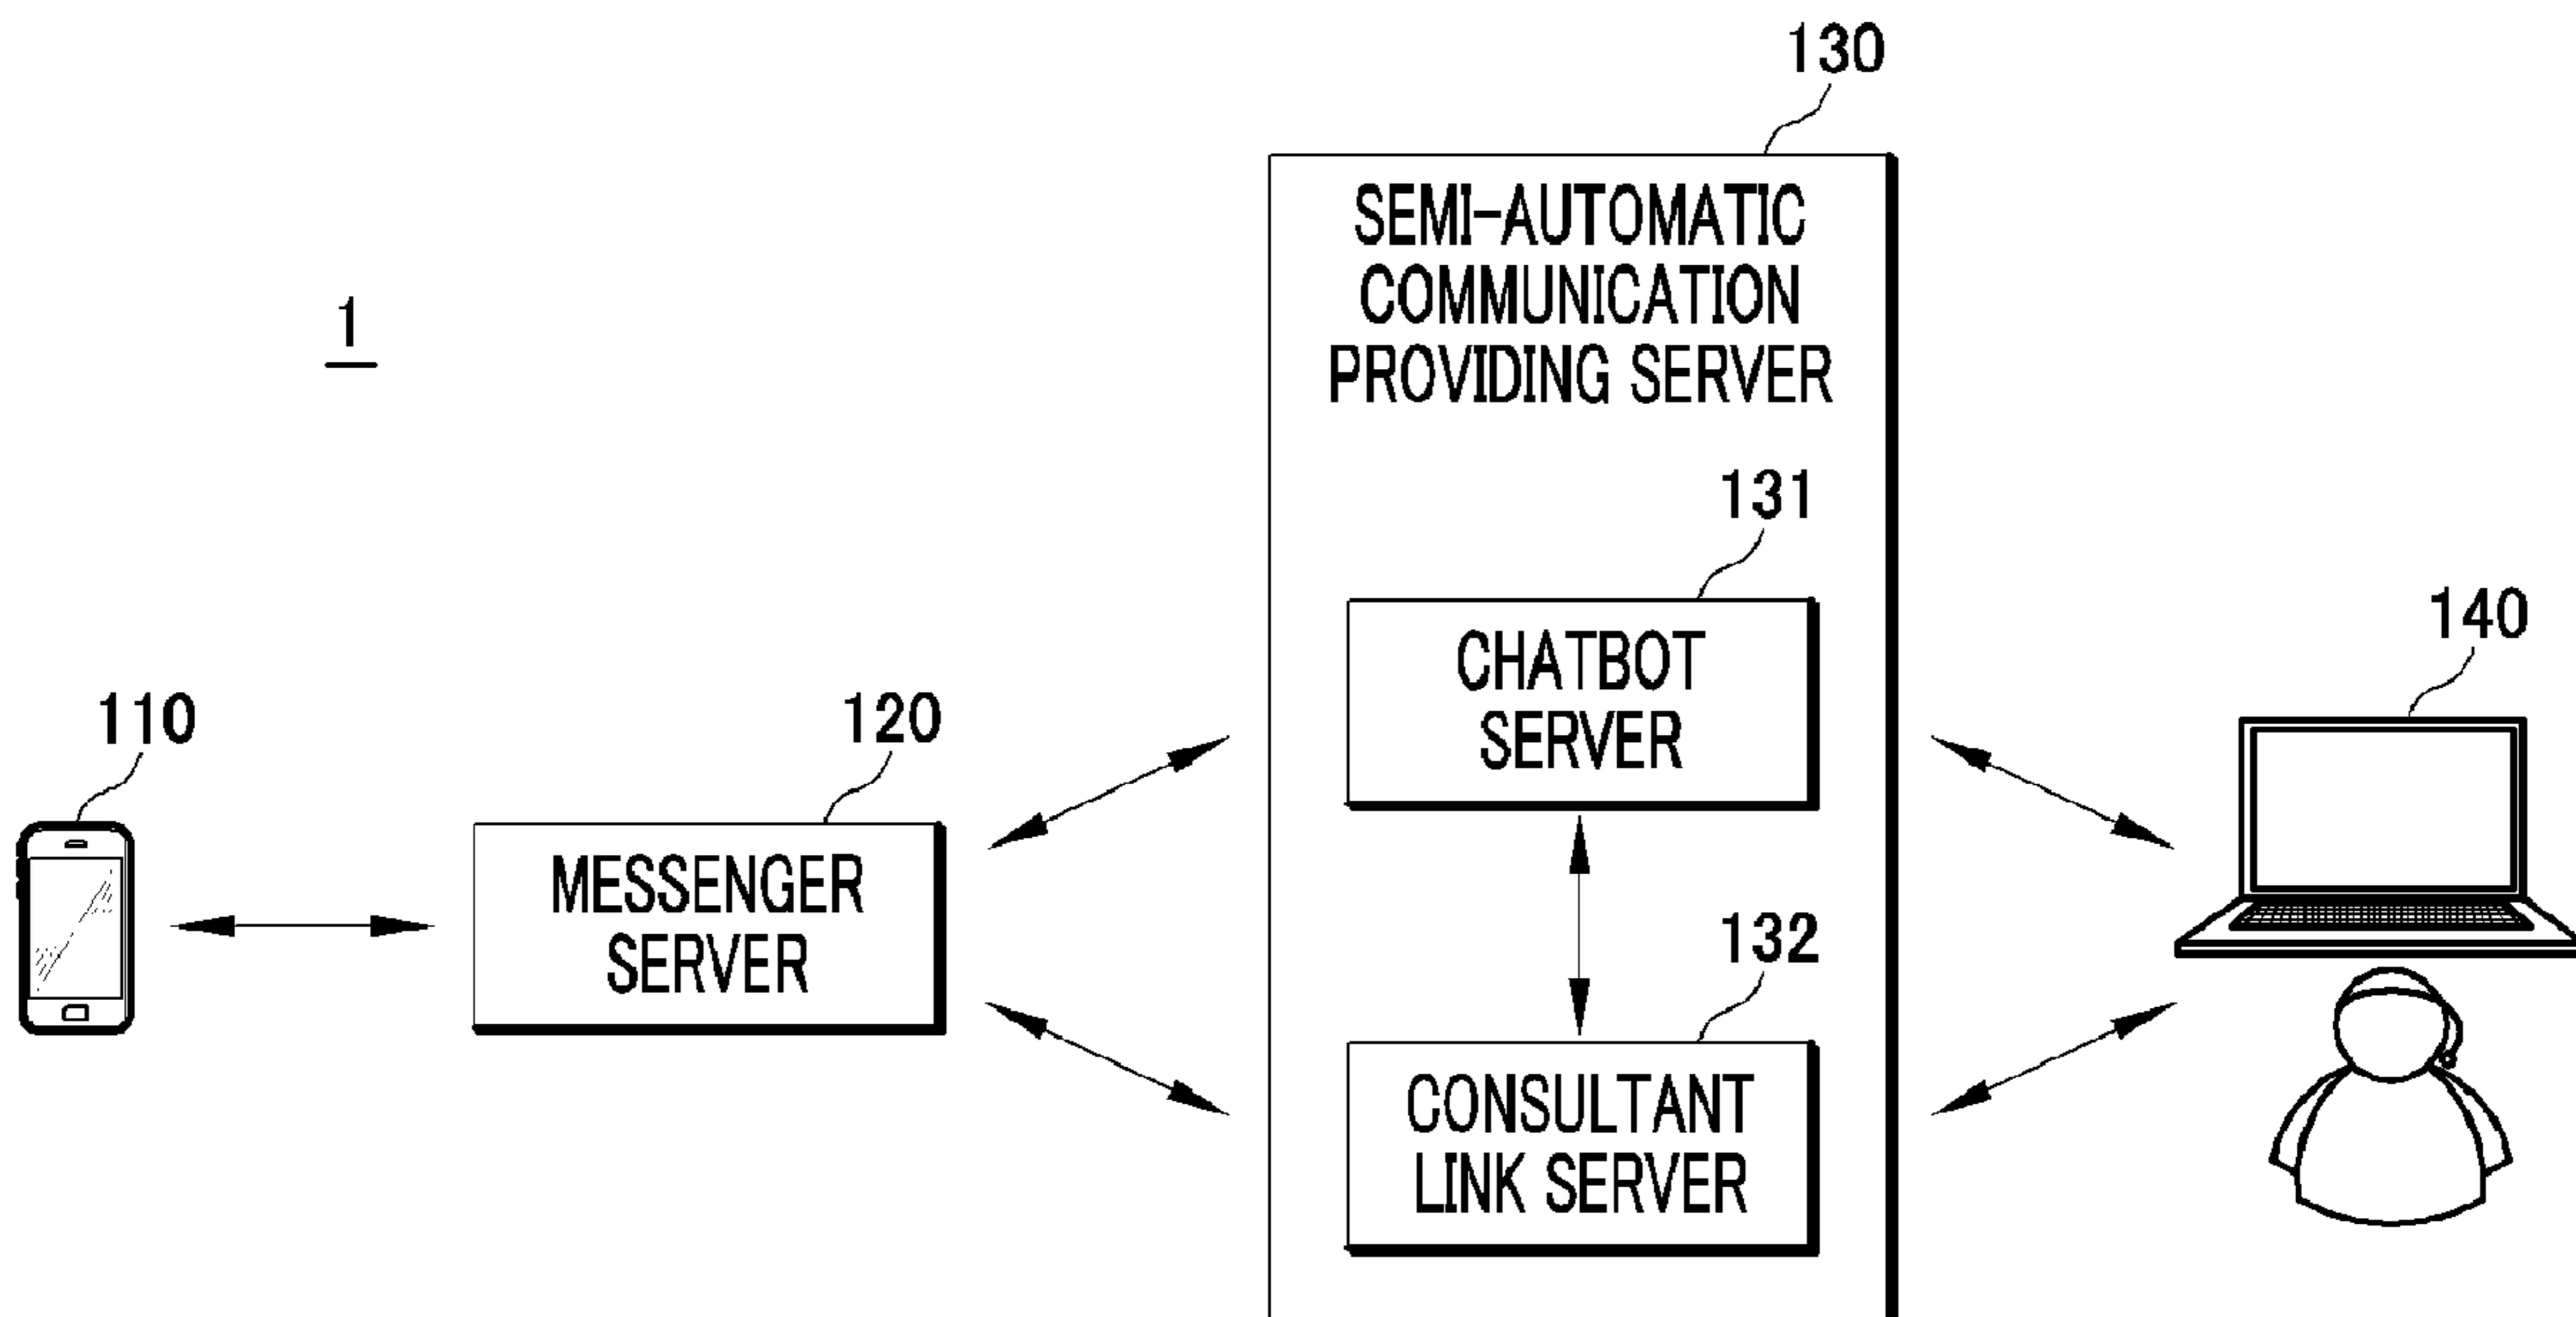 130
SEMI-AUTOMATIC
COMMUNICATION
PROVIDING SERVER
1
131
CHATBOT
SERVER
140
110
120
MESSENGER
SERVER
132
CONSULTANT
LINK SERVER